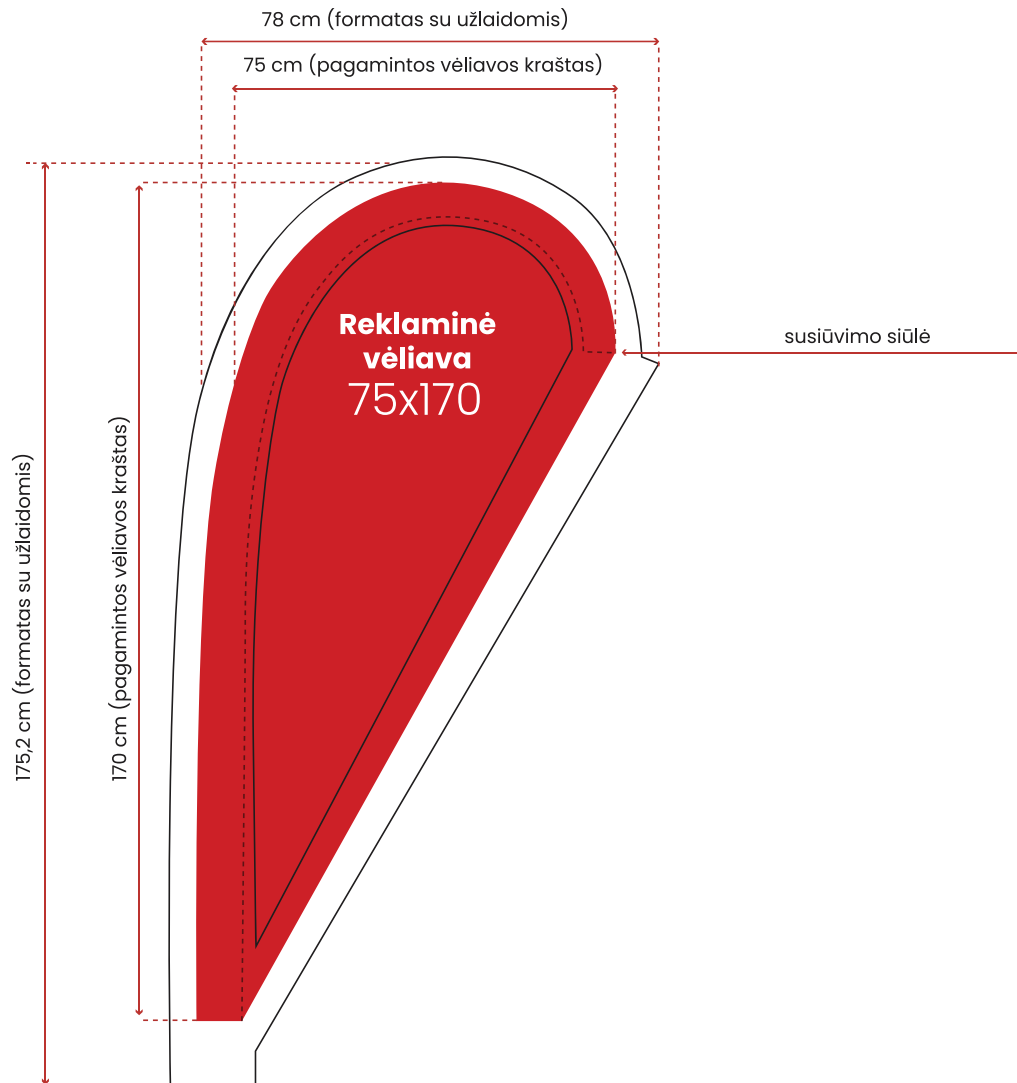 78 cm (formatas su užlaidomis)
75 cm (pagamintos vėliavos kraštas)
Reklaminė
vėliava
75x170
susiūvimo siūlė
175,2 cm (formatas su užlaidomis)
170 cm (pagamintos vėliavos kraštas)